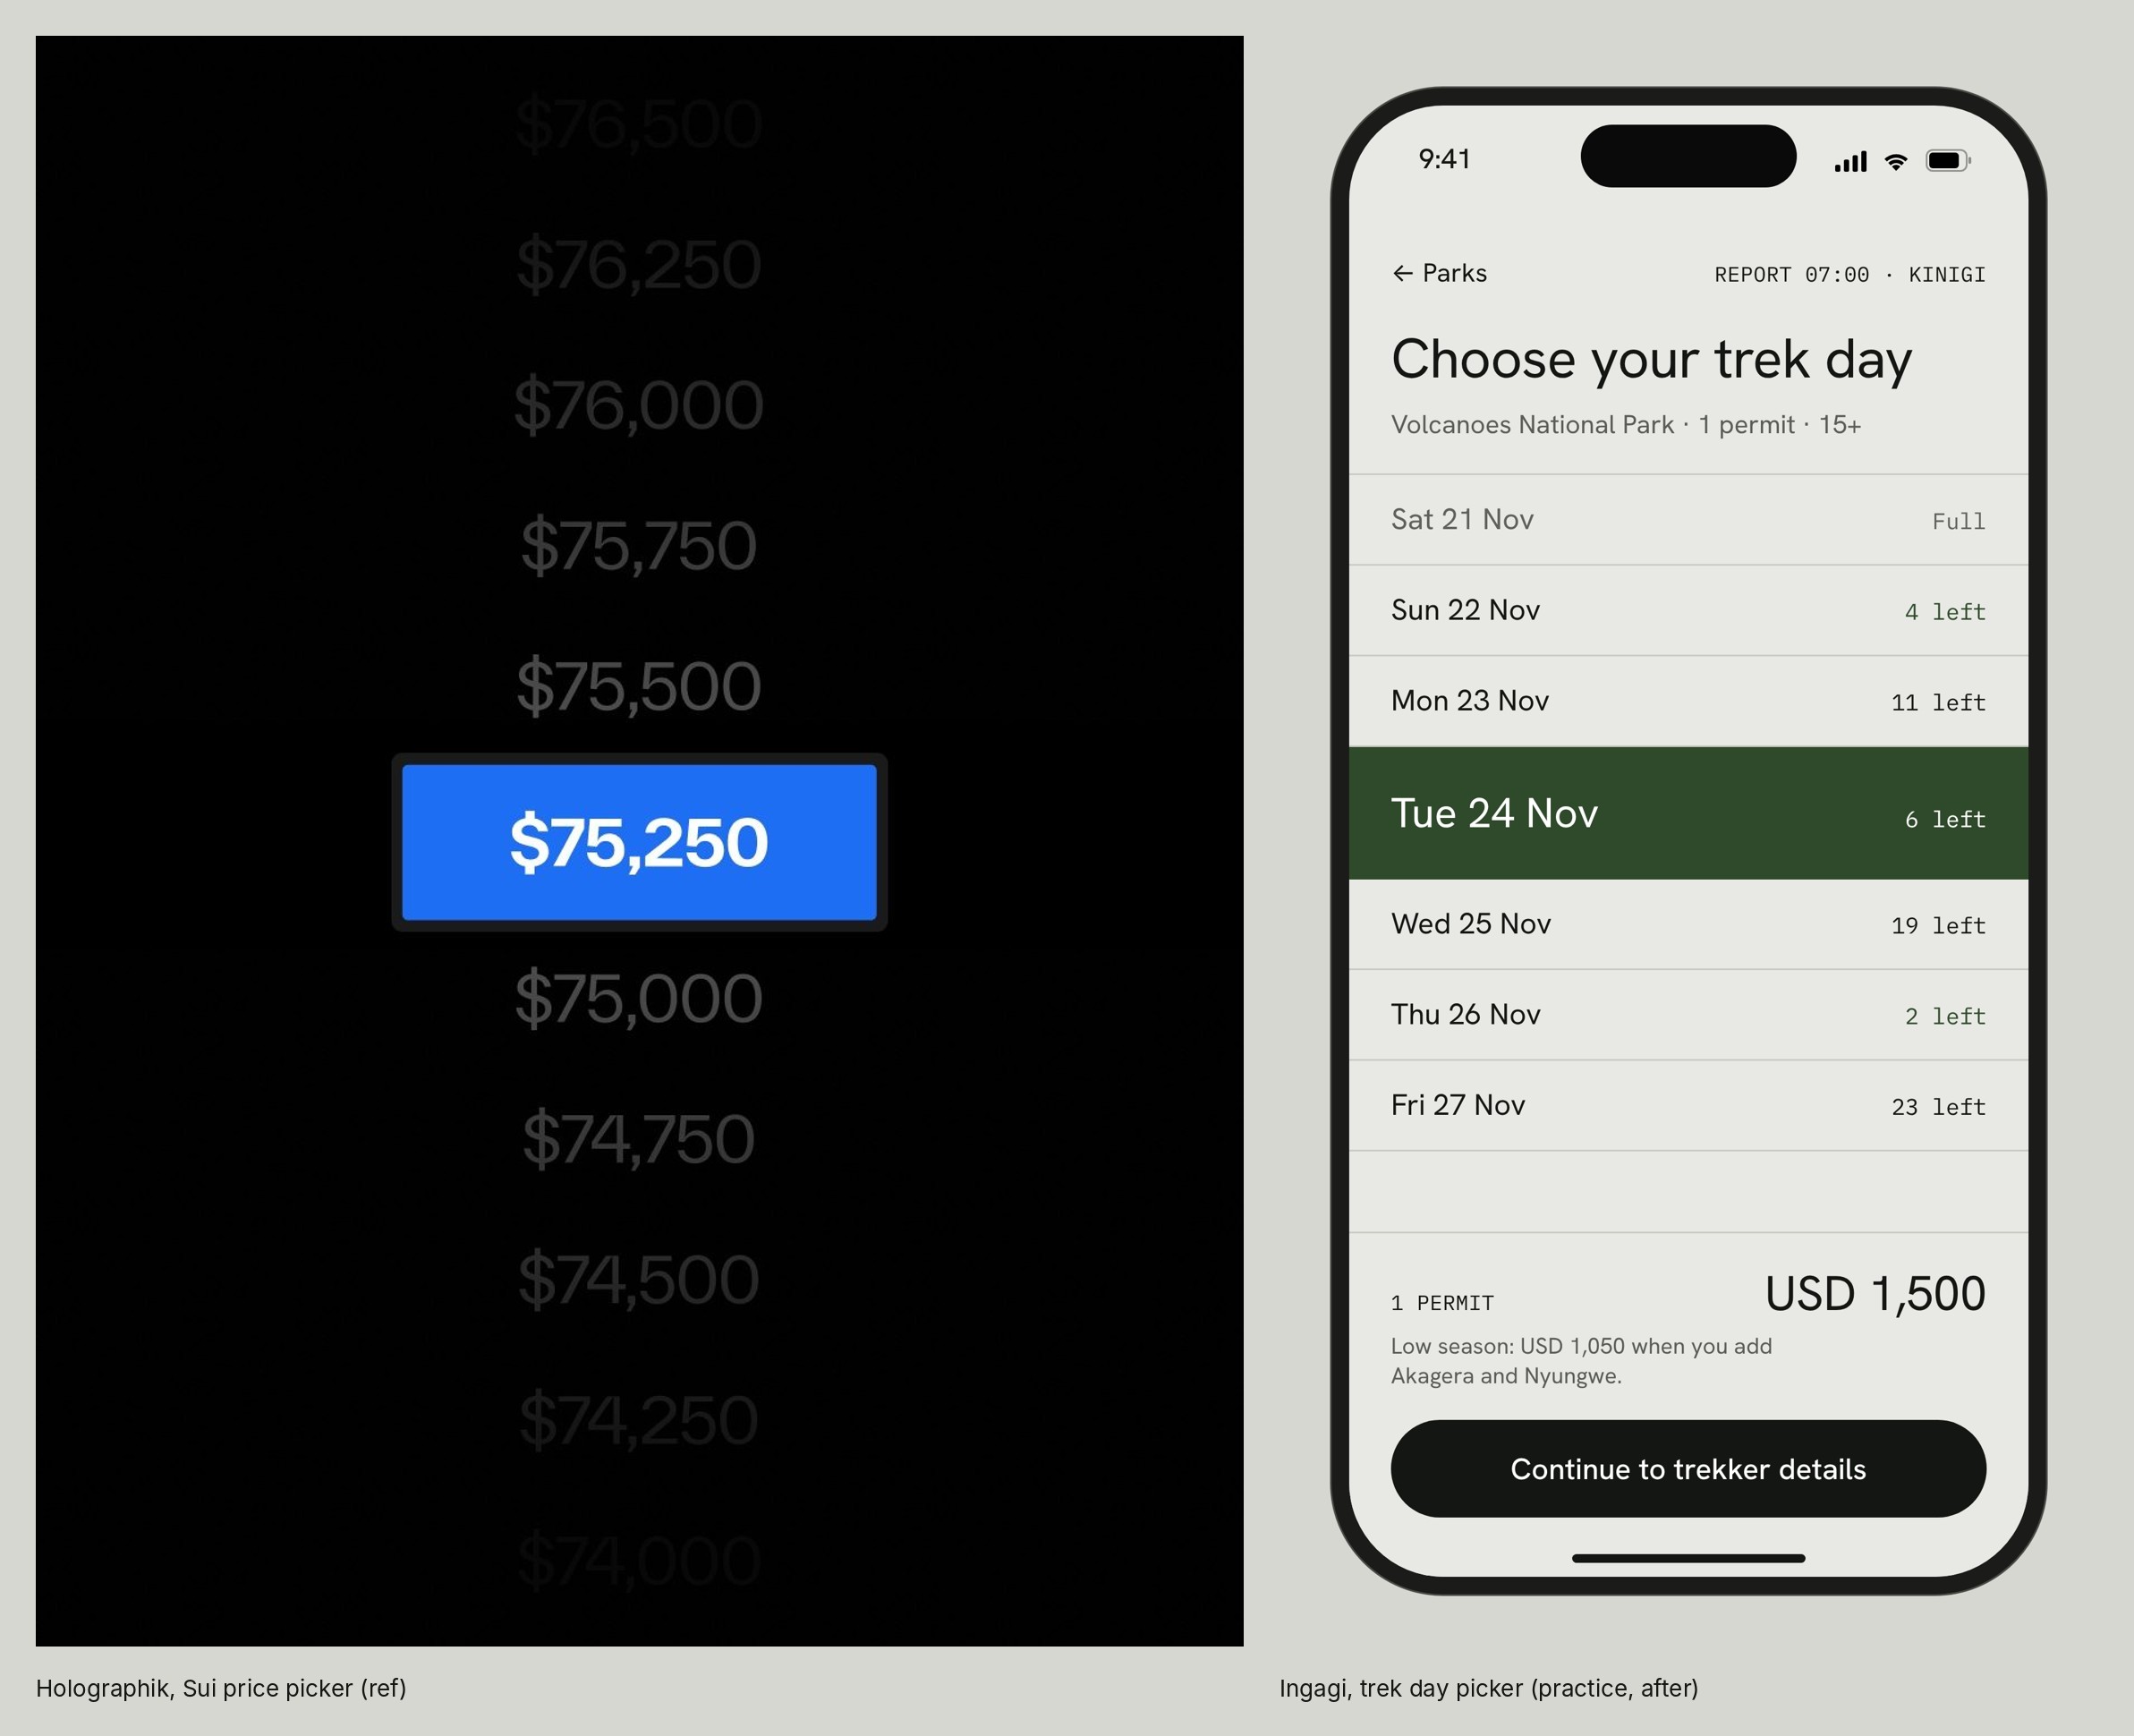 $76,500
$76,250
$76,000
$75,750
$75,500
$75,250
$75,000
$74,750
$74,500
$74,250
$74,000
Holographik, Sui price picker (ref)
9:41
← Parks
REPORT 07:00 · KINIGI
Choose your trek day
Volcanoes National Park · 1 permit · 15+
Sat 21 Nov Full
Sun 22 Nov 4 left
Mon 23 Nov 11 left
Tue 24 Nov 6 left
Wed 25 Nov 19 left
Thu 26 Nov 2 left
Fri 27 Nov 23 left
1 PERMIT USD 1,500
Low season: USD 1,050 when you add
Akagera and Nyungwe.
Continue to trekker details
Ingagi, trek day picker (practice, after)